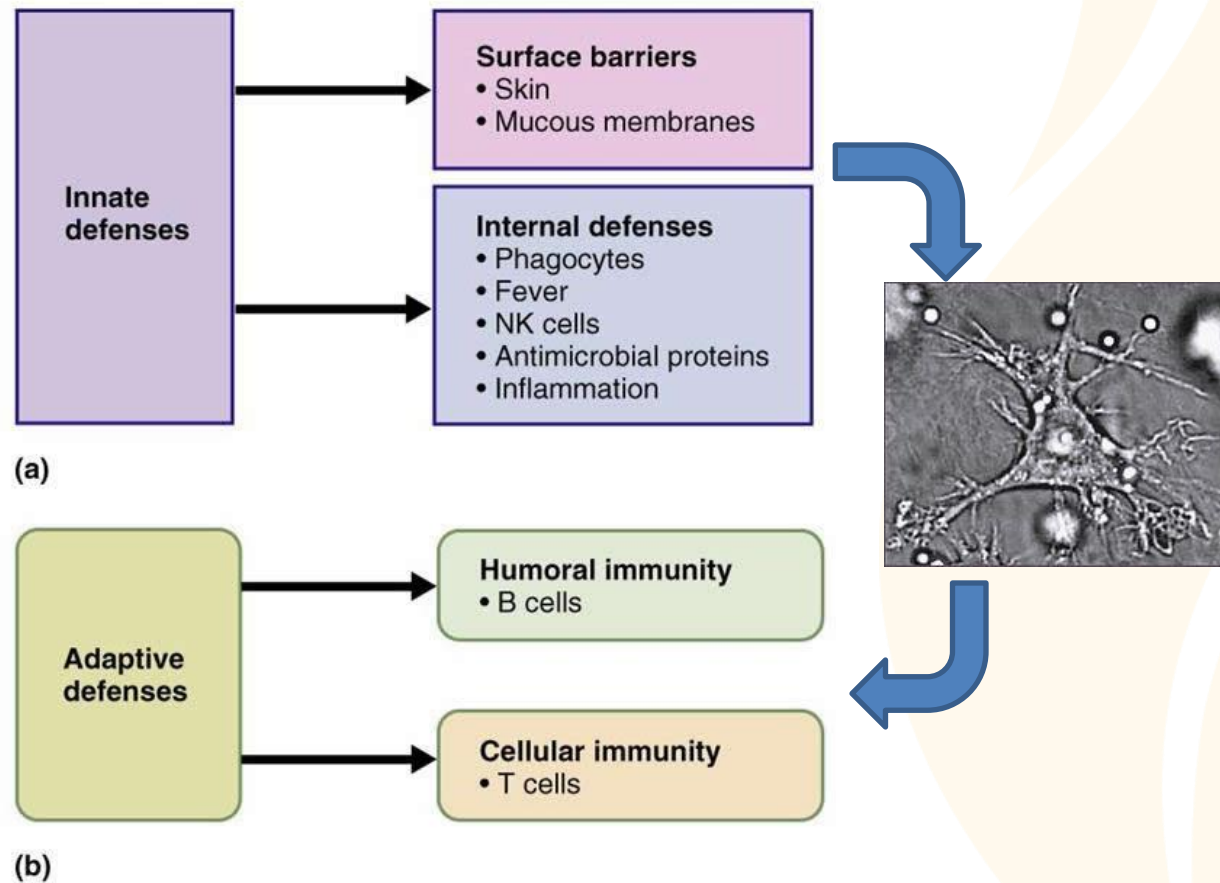 Innate
defenses
Surface barriers
• Skin
• Mucous membranes
Internal defenses
• Phagocytes
• Fever
• NK cells
• Antimicrobial proteins
• Inflammation
(a)
Adaptive
defenses
Humoral immunity
• B cells
Cellular immunity
• T cells
(b)